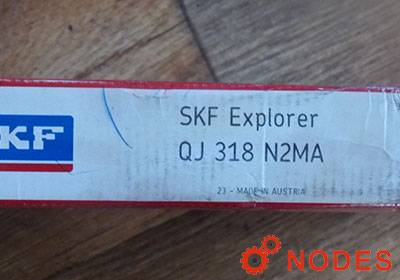 SKF
SKF Explorer
QJ 318 N2MA
23 - MADE IN AUSTRIA
NODES